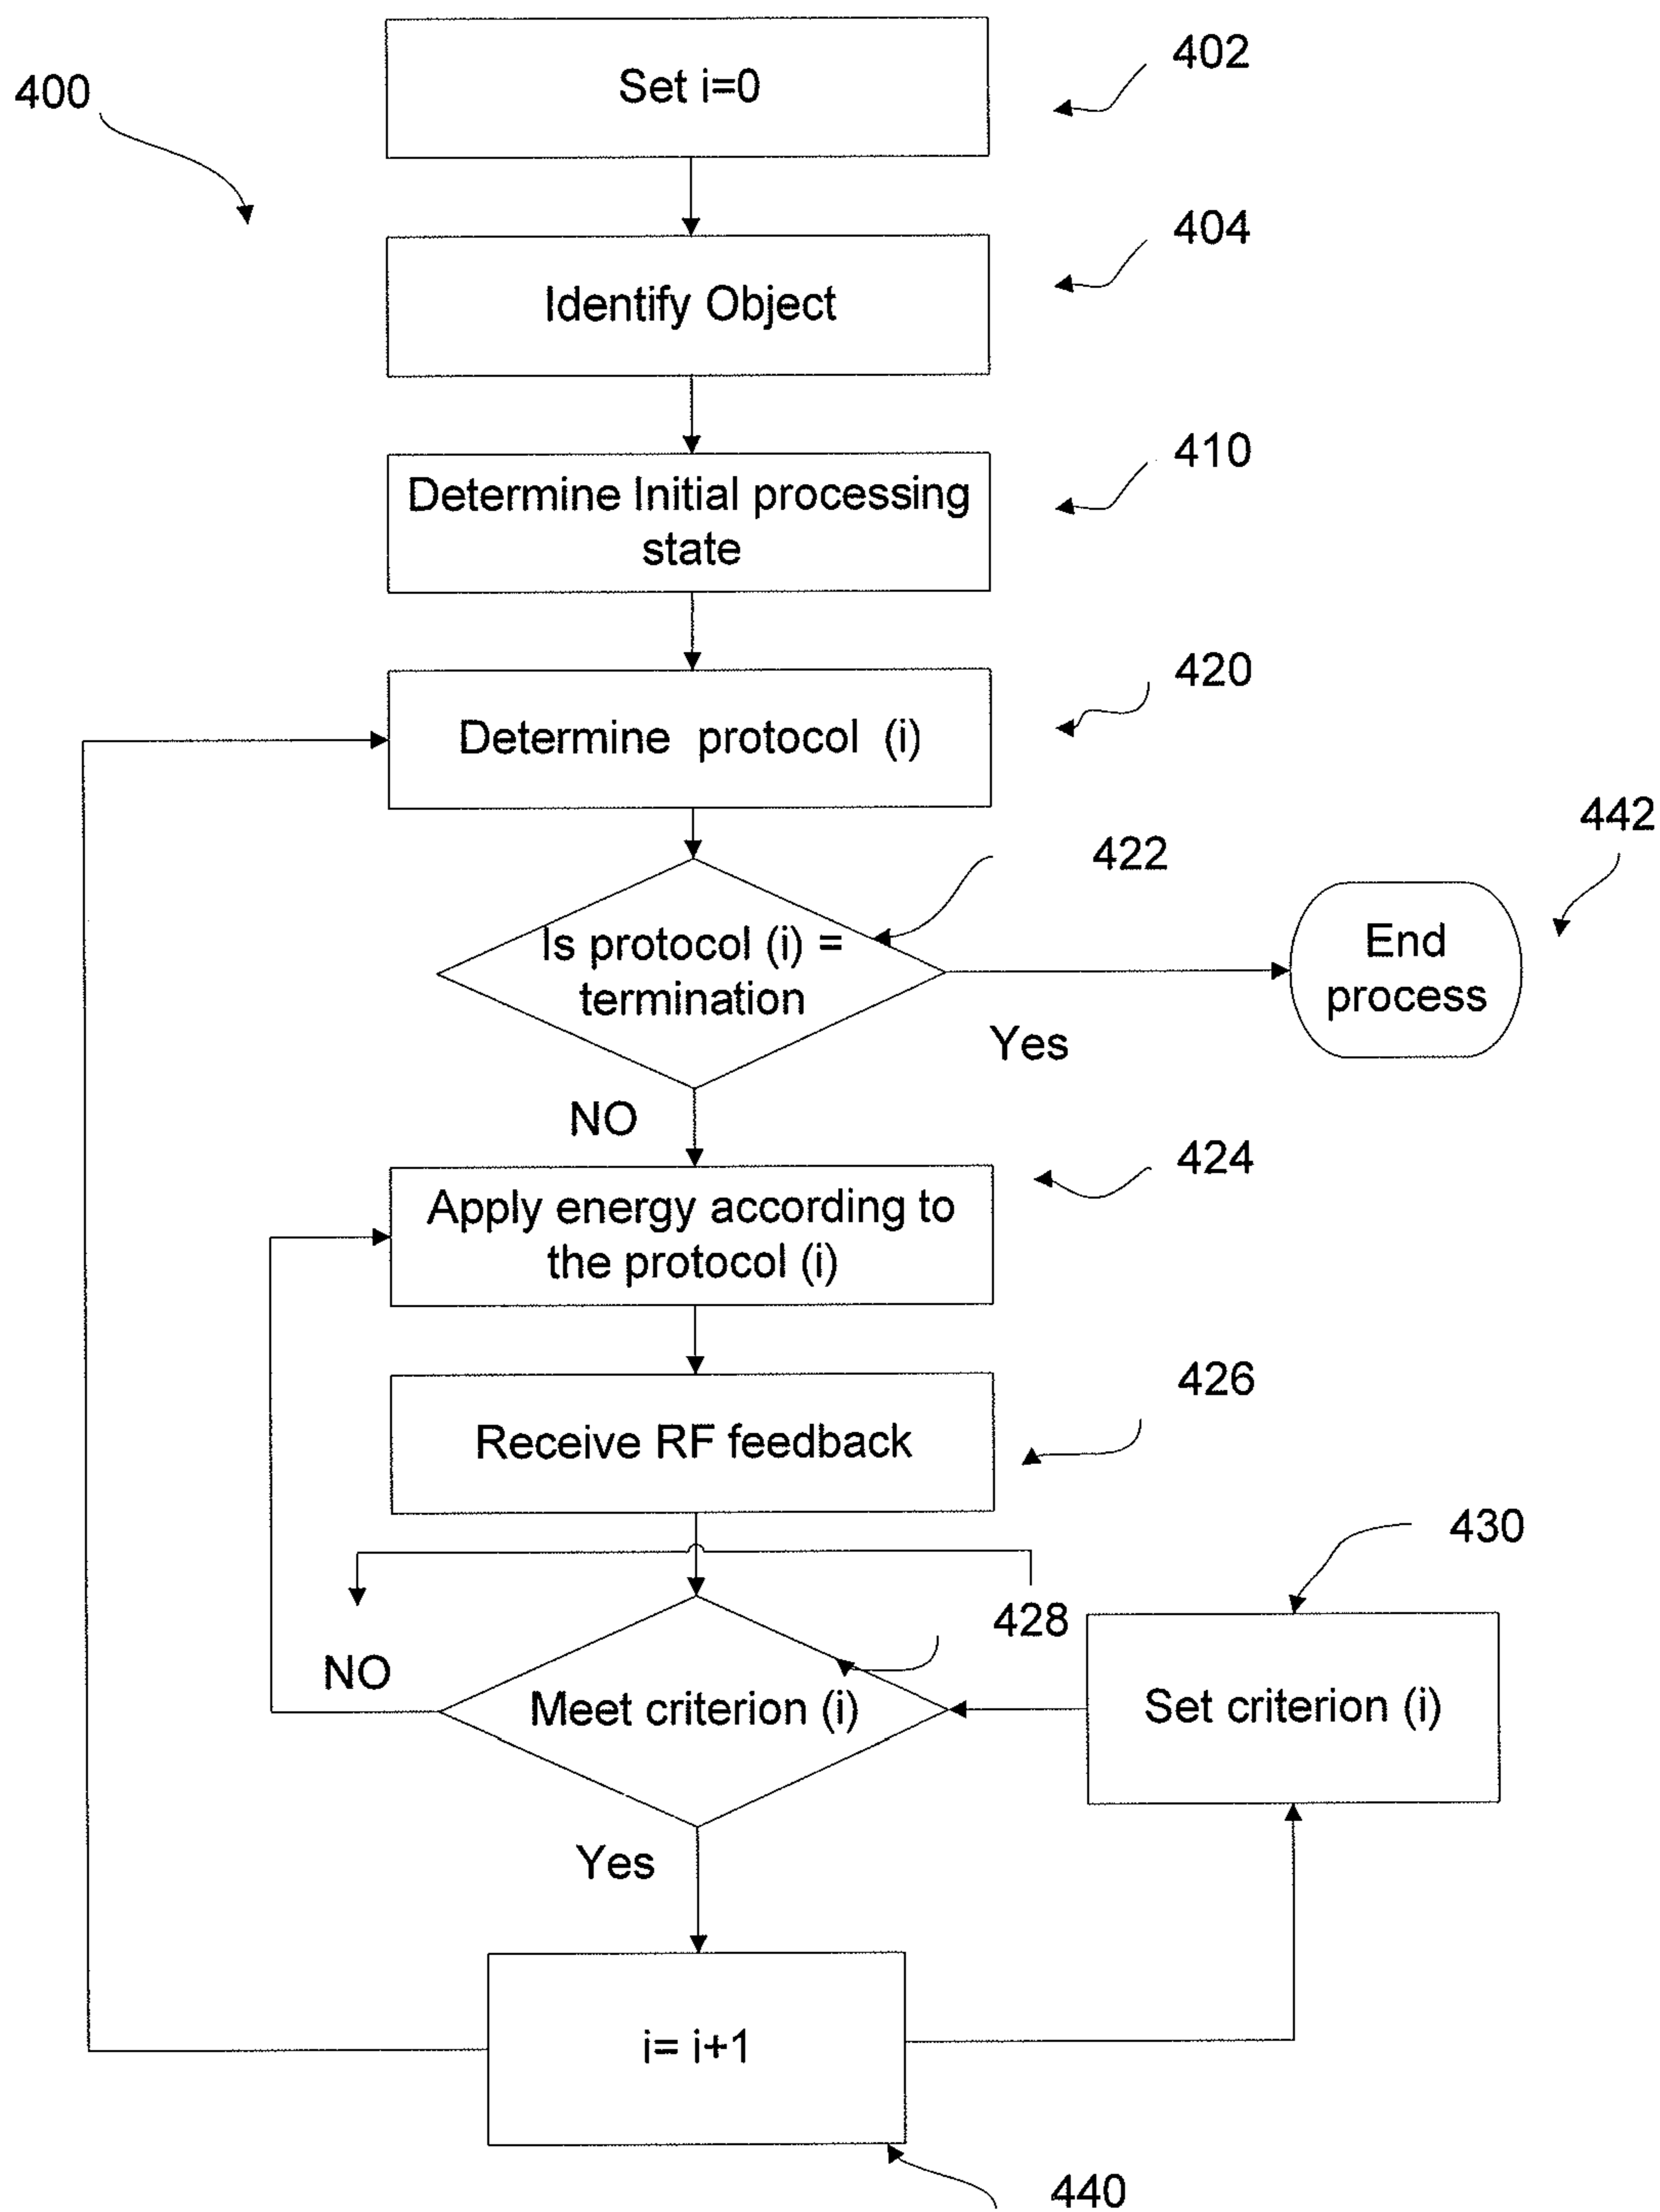 402
Set i=0
400
404
Identify Object
410
Determine Initial processing
state
420
Determine protocol (i)
442
422
End
process
Is protocol (i) =
termination
Yes
NO
424
Apply energy according to
the protocol (i)
426
Receive RF feedback
430
428
NO
Meet criterion (i)
Set criterion (i)
Yes
i= i+1
440